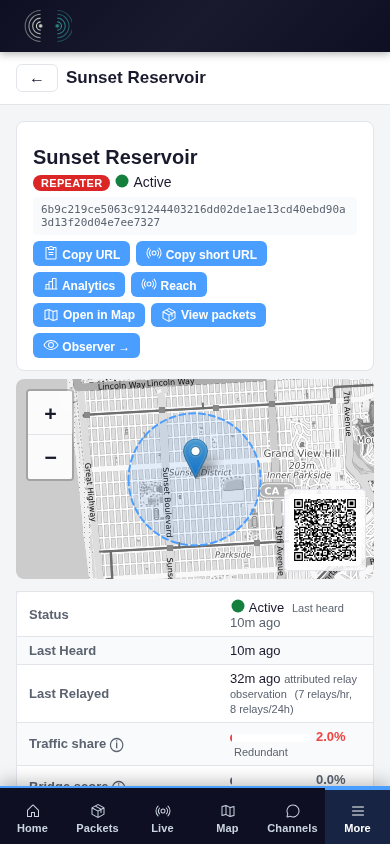 ← Sunset Reservoir
Sunset Reservoir
REPEATER Active
6b9c219ce5063c91244403216dd02de1ae13cd40ebd90a
3d13f20d04e7ee7327
Copy URL Copy short URL
Analytics Reach
Open in Map View packets
Observer →
Lincoln Way Lincoln Way
7th Avenue
+
−
Great Highway
Sunset Boulevard
Sunset District
Grand View Hill
203m
Inner Parkside
CA
Parkside
19th Avenue
Status
Active Last heard
10m ago
Last Heard 10m ago
Last Relayed
32m ago attributed relay
observation (7 relays/hr,
8 relays/24h)
Traffic share ⓘ 2.0%
Redundant
Bridge score ⓘ 0.0%
Home Packets Live Map Channels More